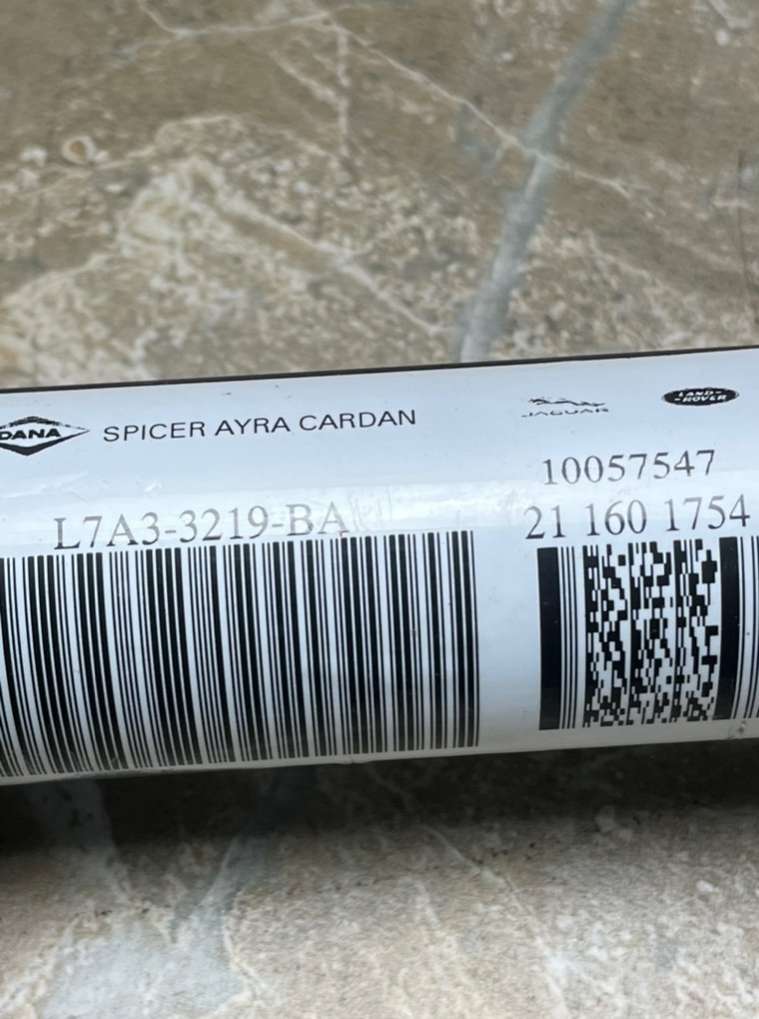 DANA SPICER AYRA CARDAN
JAGUAR
LAND-
-ROVER
10057547
L7A3-3219-BA
21 160 1754